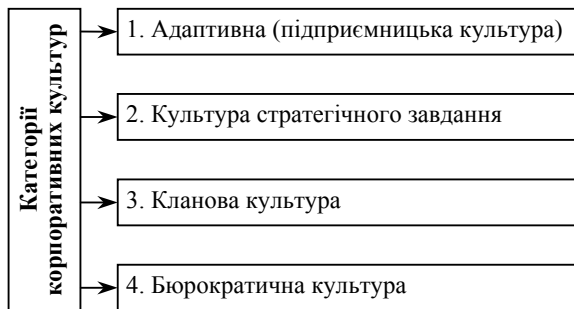 Категорії
корпоративних культур
1. Адаптивна (підприємницька культура)
2. Культура стратегічного завдання
3. Кланова культура
4. Бюрократична культура